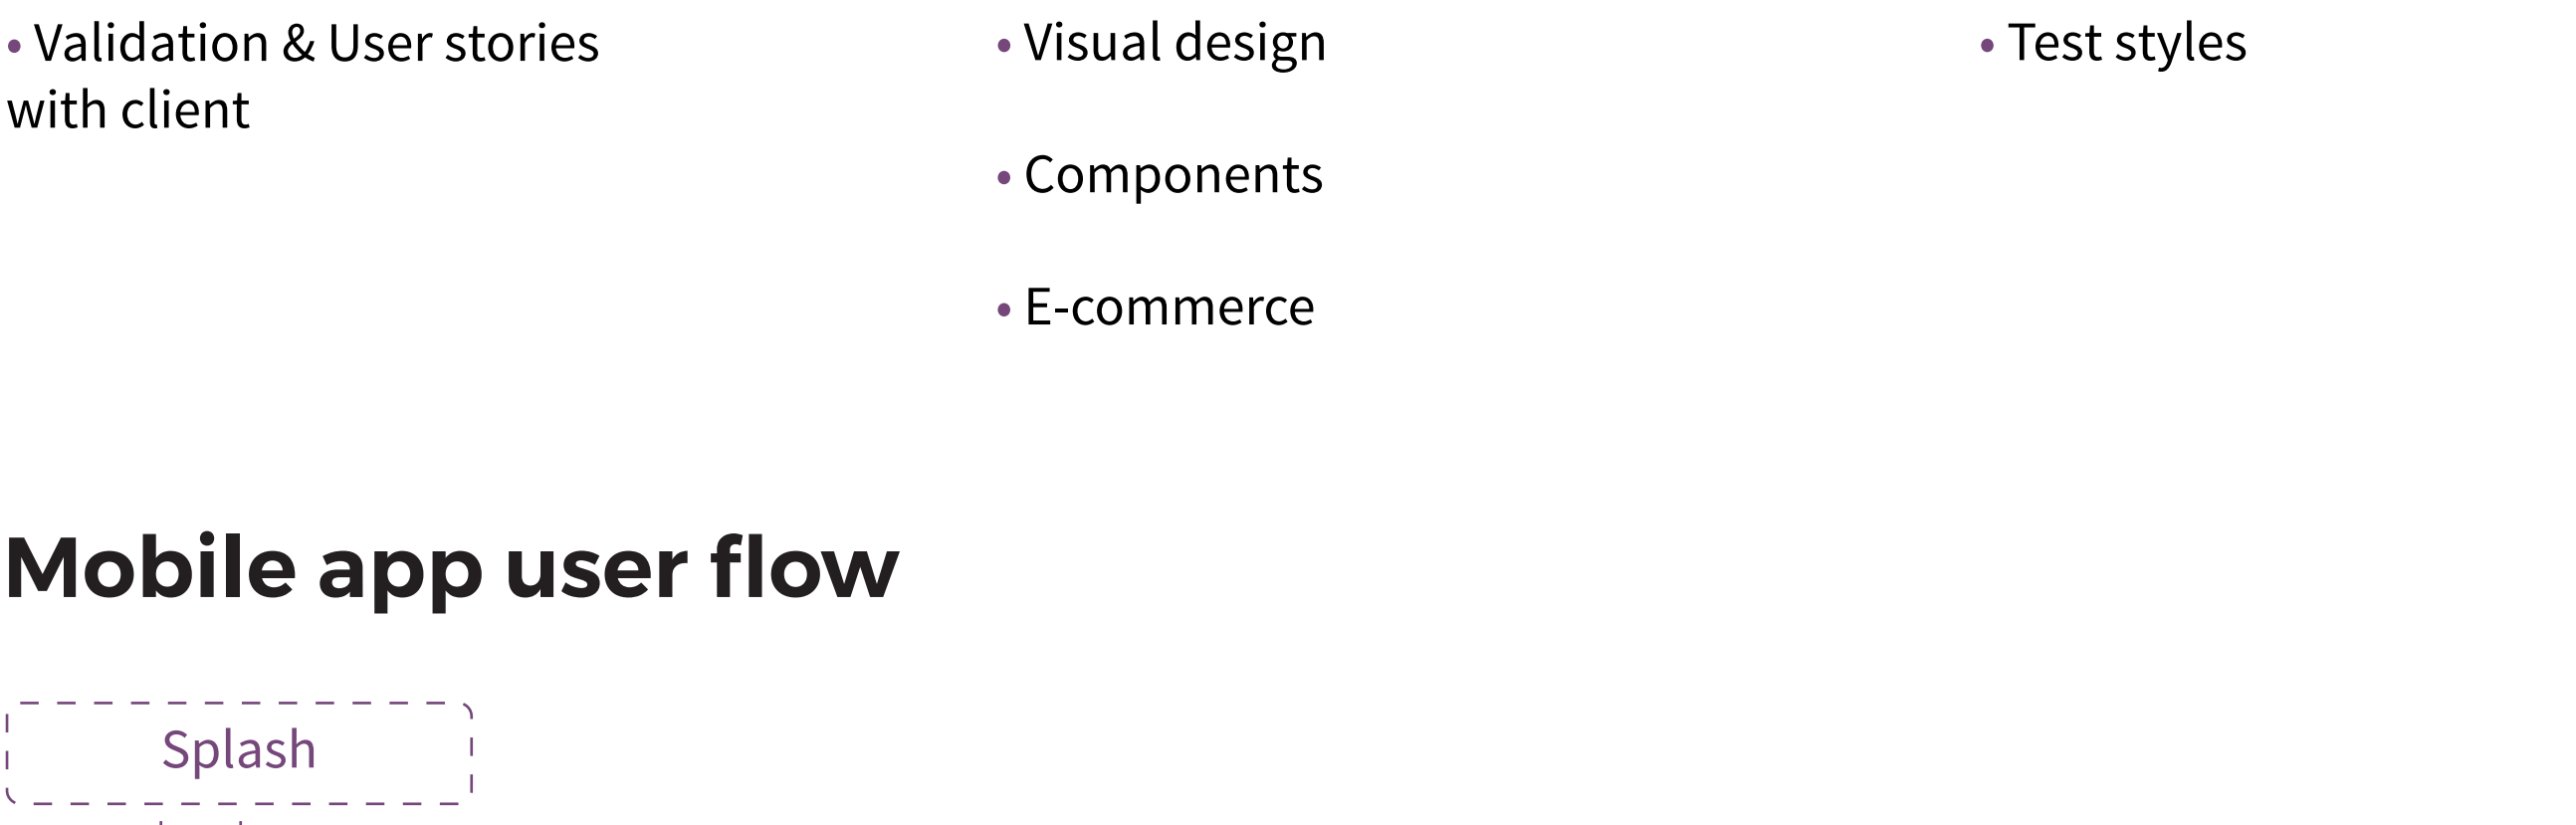 • Validation & User stories
with client
• Visual design
• Components
• E-commerce
• Test styles
Mobile app user flow
Splash